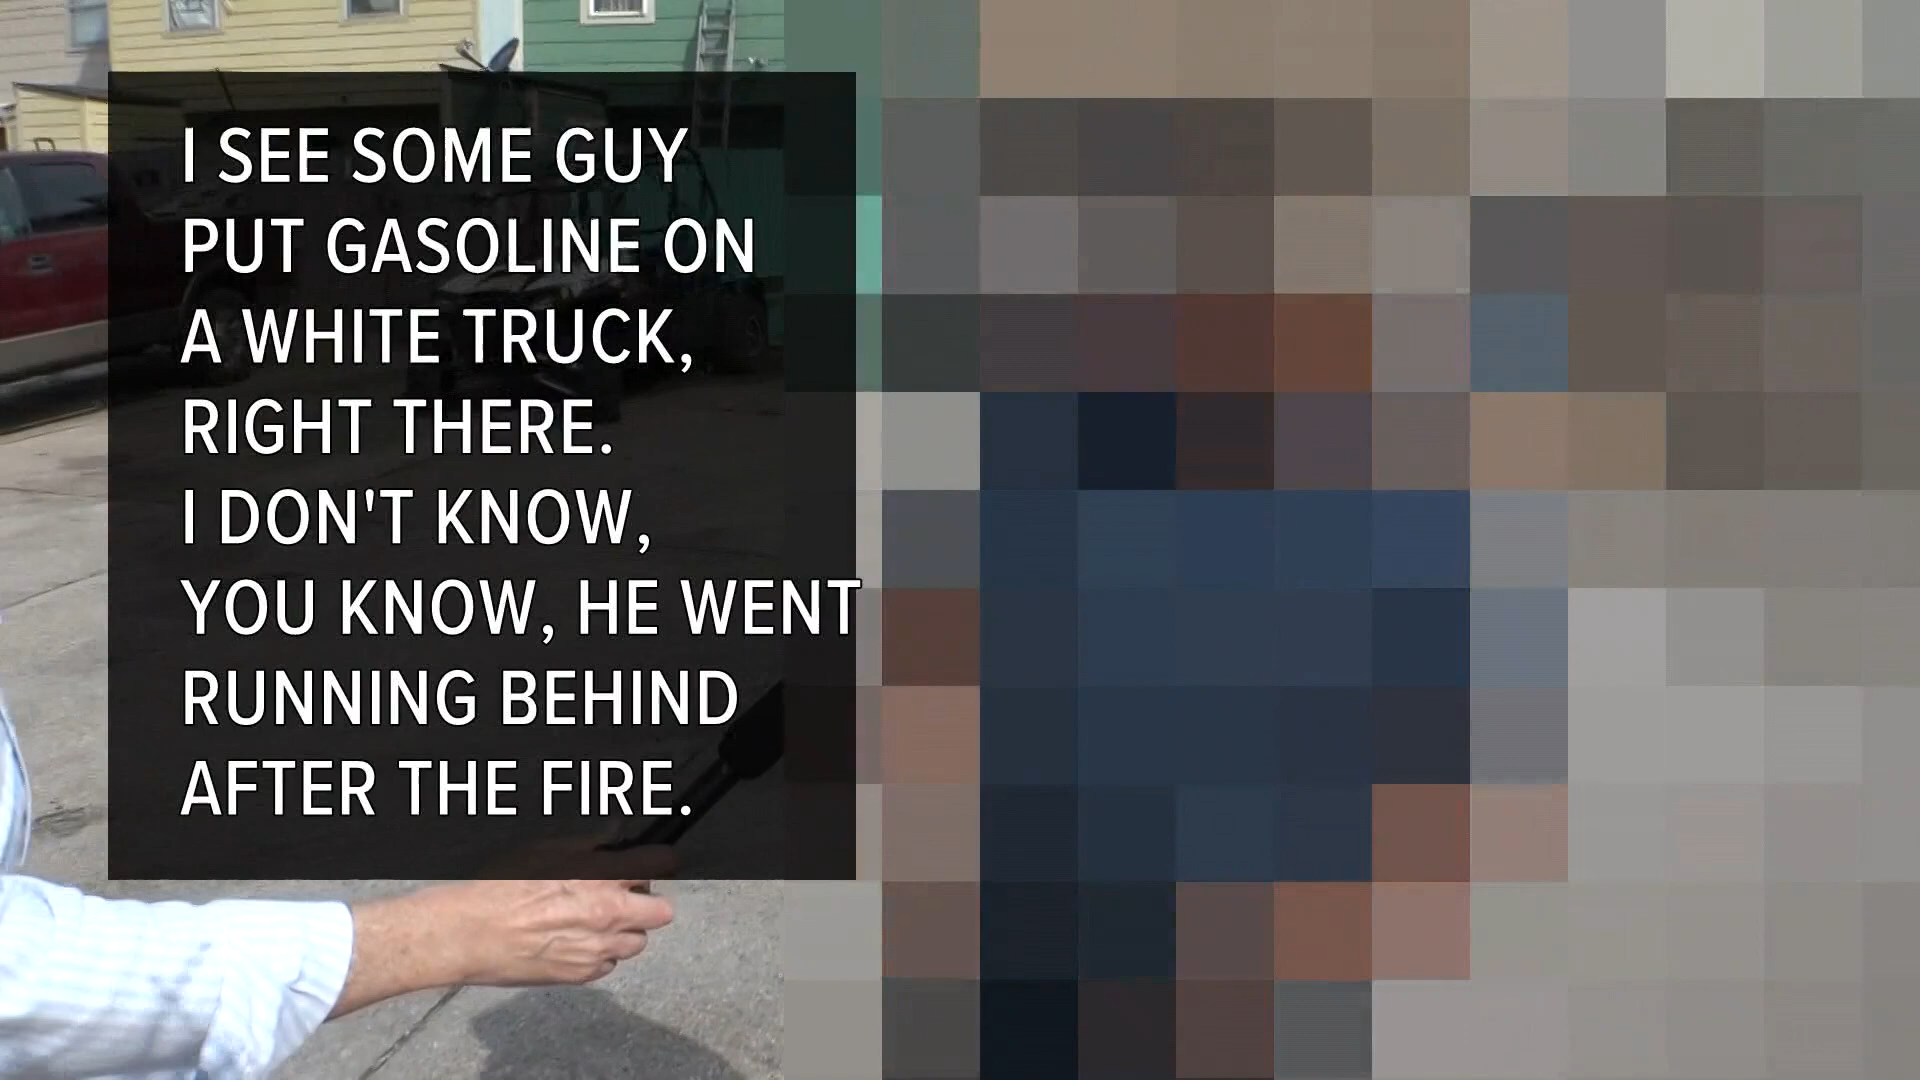 I SEE SOME GUY
PUT GASOLINE ON
A WHITE TRUCK,
RIGHT THERE.
I DON'T KNOW,
YOU KNOW, HE WENT
RUNNING BEHIND
AFTER THE FIRE.